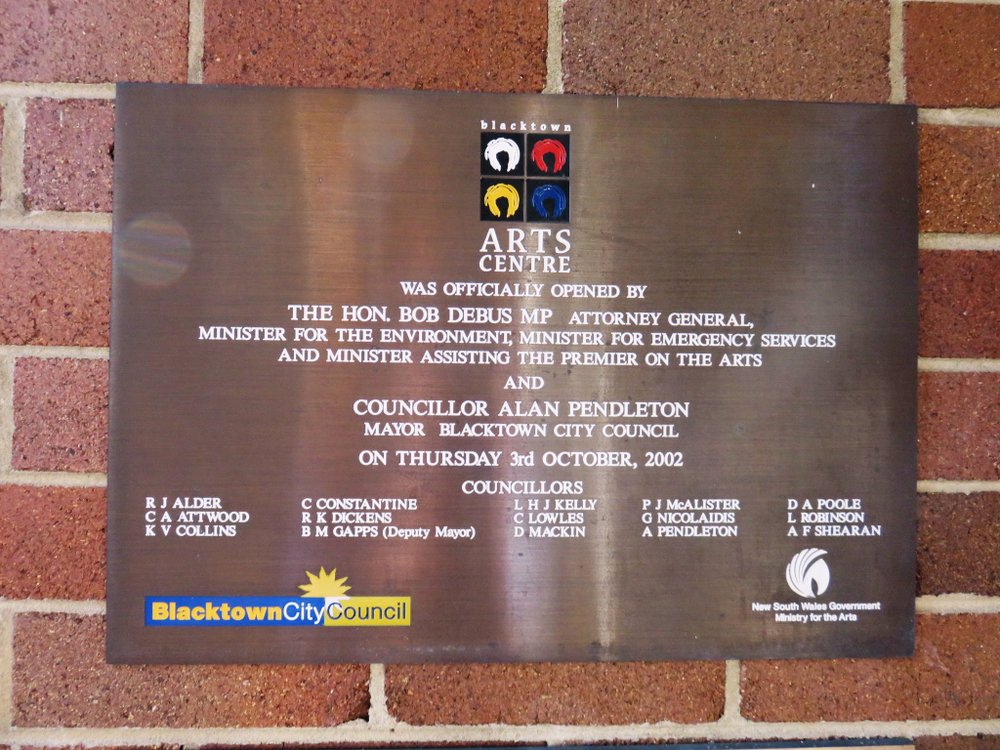 blacktown
ARTS
CENTRE
WAS OFFICIALLY OPENED BY
THE HON. BOB DEBUS MP ATTORNEY GENERAL,
MINISTER FOR THE ENVIRONMENT, MINISTER FOR EMERGENCY SERVICES
AND MINISTER ASSISTING THE PREMIER ON THE ARTS
AND
COUNCILLOR ALAN PENDLETON
MAYOR BLACKTOWN CITY COUNCIL
ON THURSDAY 3rd OCTOBER, 2002
COUNCILLORS
R J ALDER C CONSTANTINE L H J KELLY P J McALISTER D A POOLE
C A ATTWOOD R K DICKENS C LOWLES G NICOLAIDIS L ROBINSON
K V COLLINS B M GAPPS (Deputy Mayor) D MACKIN A PENDLETON A F SHEARAN
BlacktownCityCouncil
New South Wales Government
Ministry for the Arts